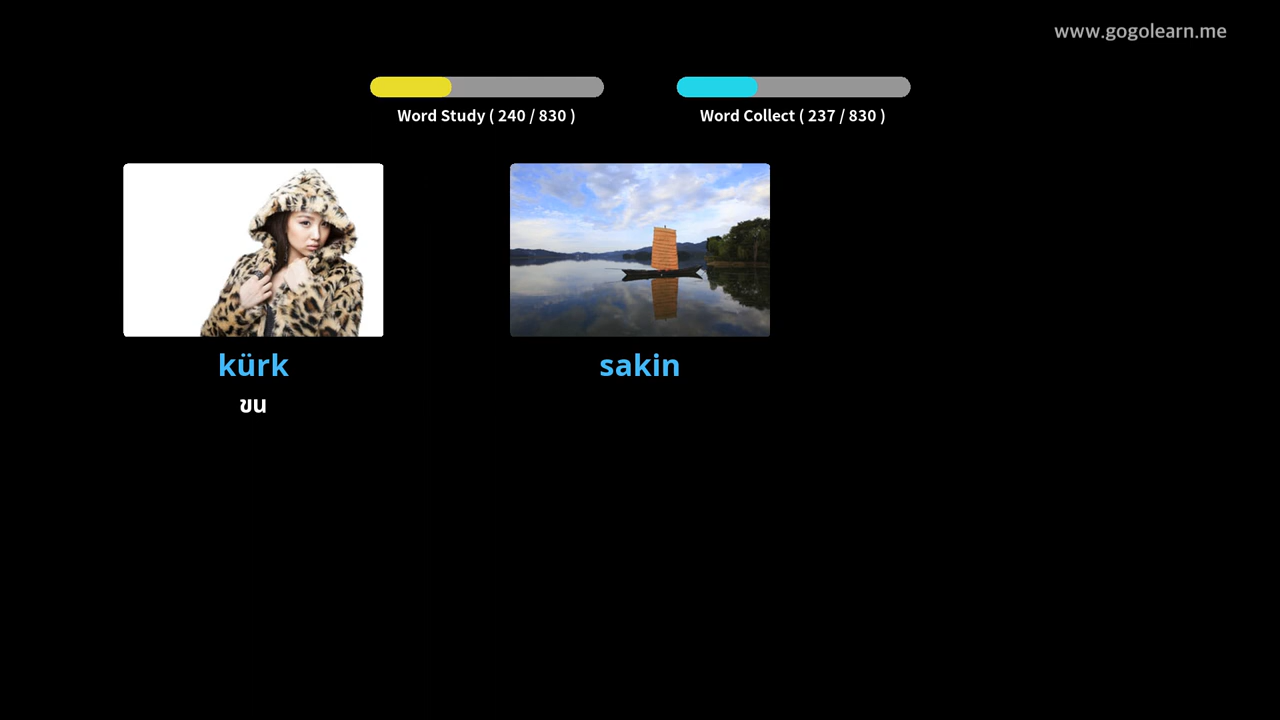 www.gogolearn.me
Word Study ( 240 / 830 )
Word Collect ( 237 / 830 )
kürk
sakin
ขน